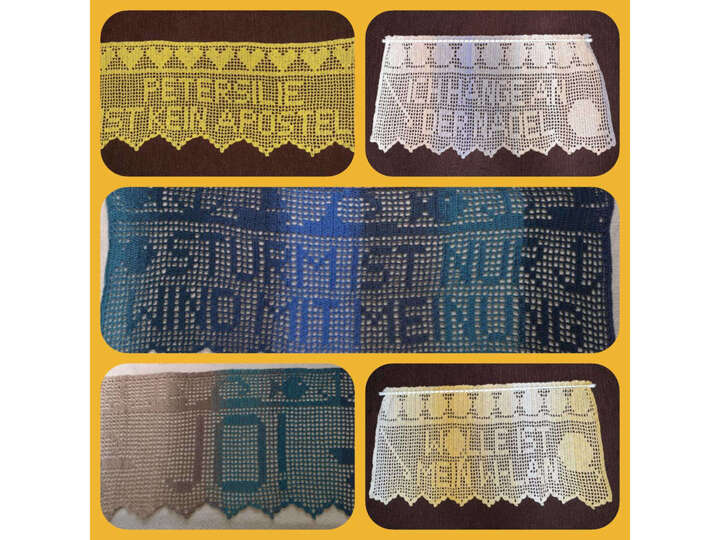 PETERSILIE
IST KEIN APOSTEL
ICH HÄNGE AN
DER NADEL
STURM IST NUR
WIND MIT MEINUNG
JO!
WOLLE IST
MEIN PLAN